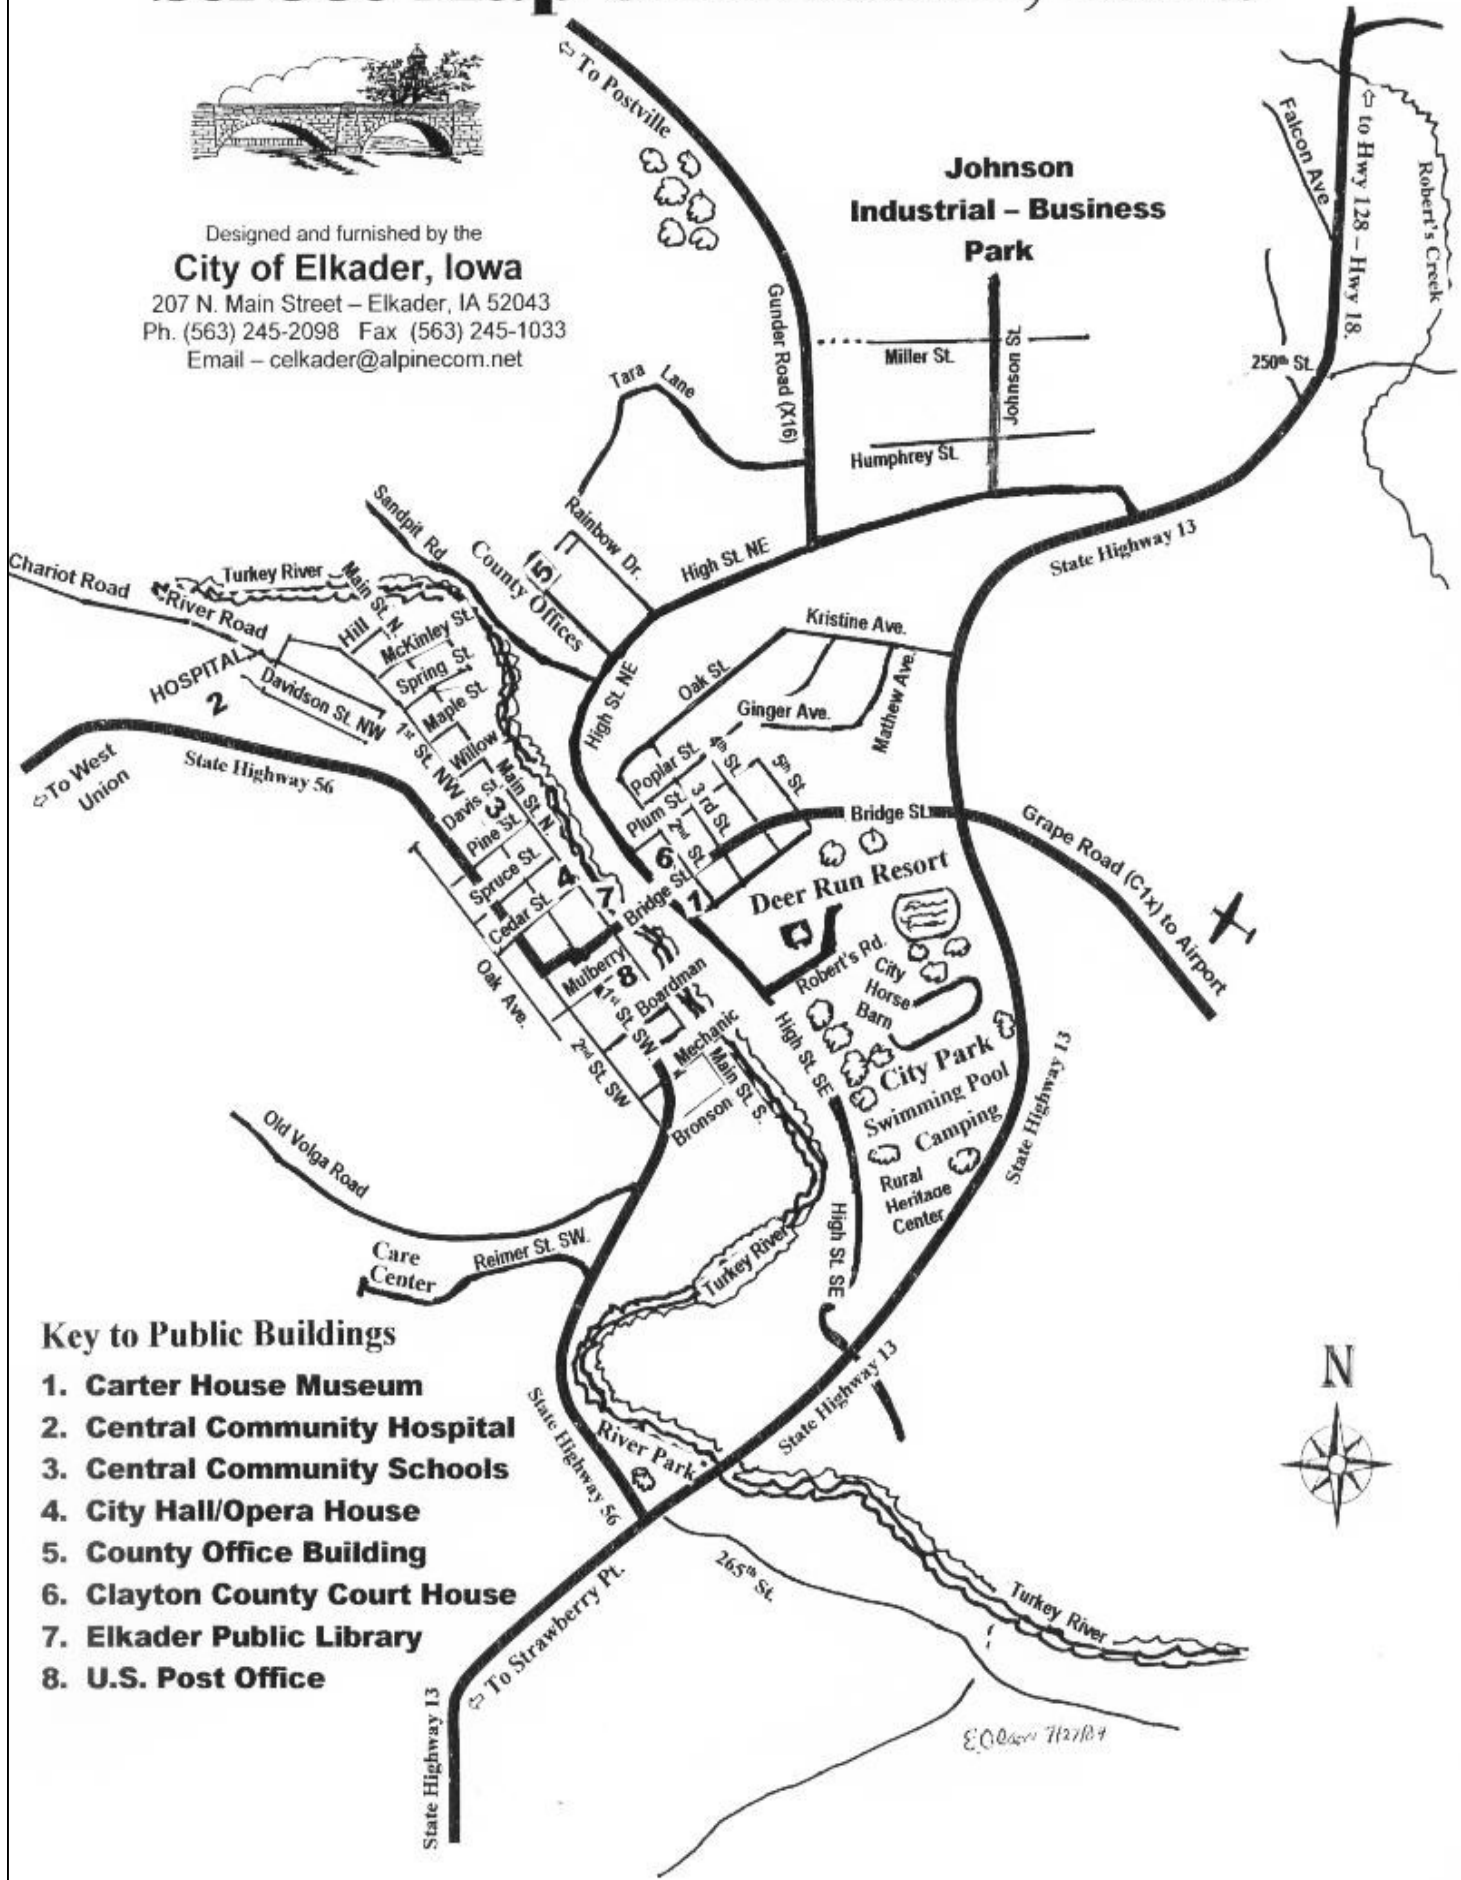 To Postville
Designed and furnished by the
City of Elkader, Iowa
207 N. Main Street – Elkader, IA 52043
Ph. (563) 245-2098 Fax (563) 245-1033
Email – celkader@alpinecom.net
Johnson
Industrial – Business
Park
Falcon Ave
to Hwy 128 – Hwy 18.
Robert's Creek
Gunder Road (X16)
Miller St.
Johnson St.
250th St.
Humphrey St.
Tara Lane
Sandpit Rd
Rainbow Dr.
County Offices
5
High St. NE
State Highway 13
Chariot Road
Turkey River
River Road
Main St. N.
Hill
McKinley St.
Spring St.
Maple St.
Willow
HOSPITAL
2
Davidson St. NW
1st St. NW
High St. NE
Kristine Ave.
Oak St.
Ginger Ave.
Mathew Ave.
To West
Union
State Highway 56
Davis St.
3
Main St. N.
Pine St.
Spruce St.
Cedar St.
4
7
Poplar St.
4th St.
5th St.
Plum St.
3 rd St.
2nd St.
6
Bridge St.
1
Bridge St.
Grape Road (C1x) to Airport
Deer Run Resort
Robert's Rd.
City
Horse
Barn
Oak Ave.
Mulberry
8
1st St. SW.
Boardman
2nd St. SW
Mechanic
Main St. S.
Bronson
High St. SE
City Park
Swimming Pool
Camping
Rural
Heritage
Center
State Highway 13
Old Volga Road
Care
Center
Reimer St. SW.
Turkey River
High St. SE
Key to Public Buildings
1. Carter House Museum
2. Central Community Hospital
3. Central Community Schools
4. City Hall/Opera House
5. County Office Building
6. Clayton County Court House
7. Elkader Public Library
8. U.S. Post Office
State Highway 56
River Park
State Highway 13
N
265th St.
To Strawberry Pt.
Turkey River
State Highway 13